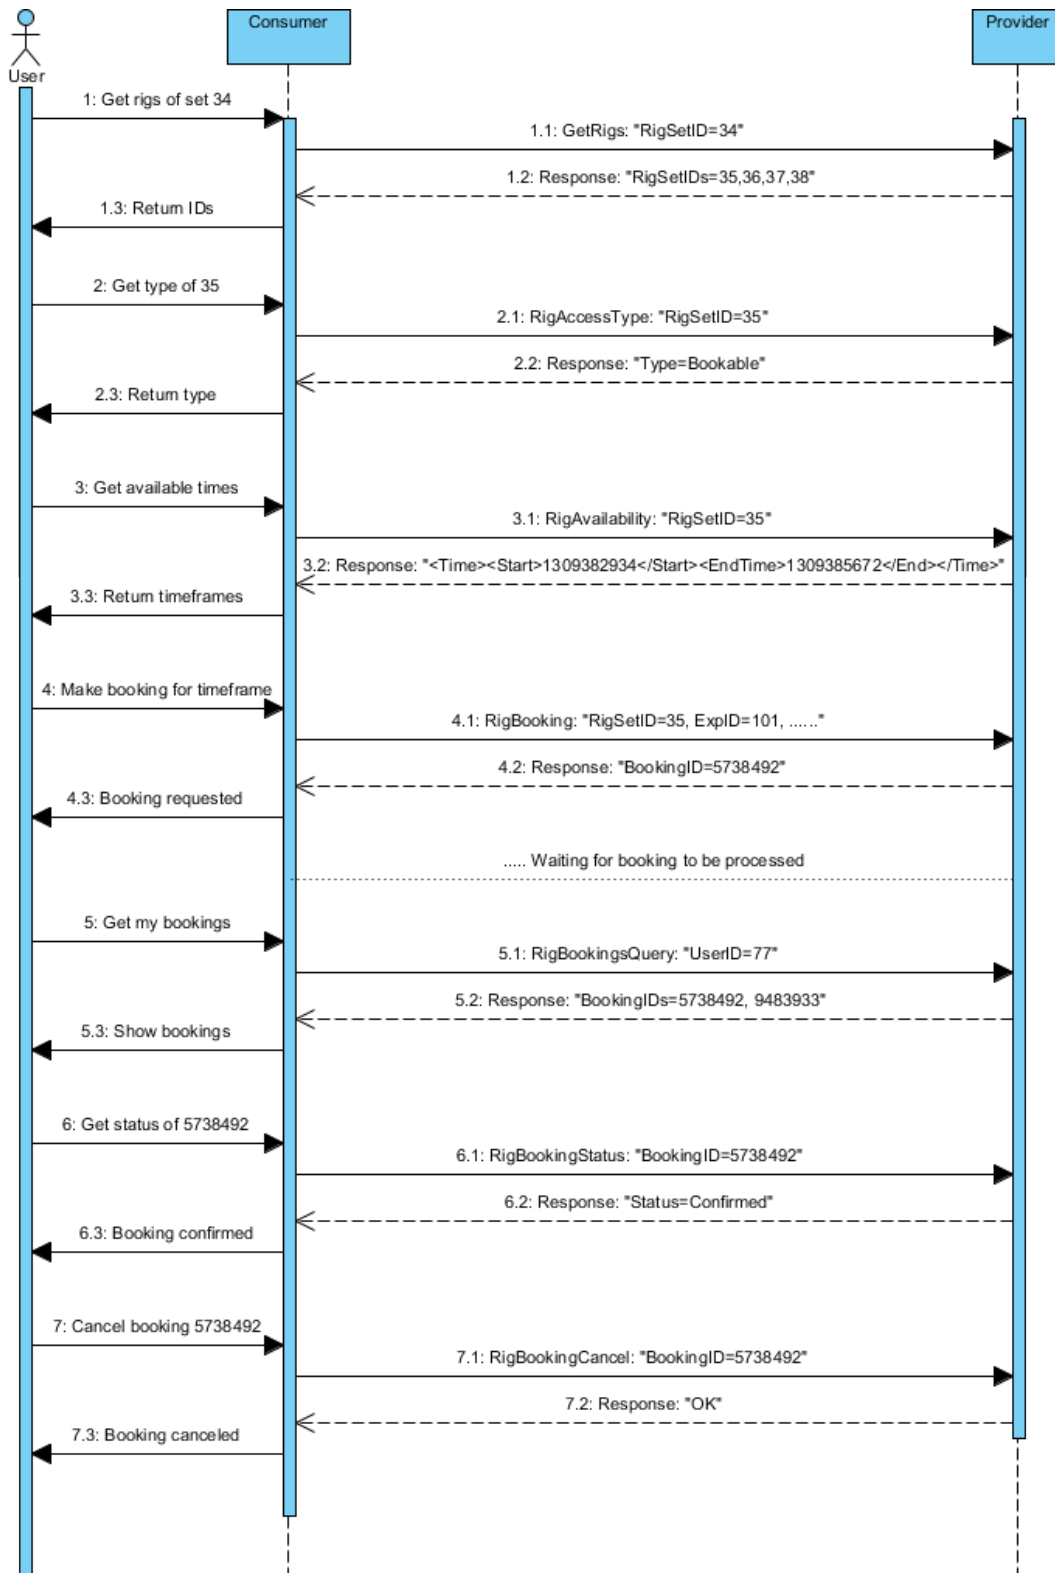 Consumer
Provider
User
1: Get rigs of set 34
1.1: GetRigs: "RigSetID=34"
1.2: Response: "RigSetIDs=35,36,37,38"
1.3: Return IDs
2: Get type of 35
2.1: RigAccessType: "RigSetID=35"
2.2: Response: "Type=Bookable"
2.3: Return type
3: Get available times
3.1: RigAvailability: "RigSetID=35"
3.2: Response: "<Time><Start>1309382934</Start><EndTime>1309385672</End></Time>"
3.3: Return timeframes
4: Make booking for timeframe
4.1: RigBooking: "RigSetID=35, ExpID=101, ......"
4.2: Response: "BookingID=5738492"
4.3: Booking requested
..... Waiting for booking to be processed
5: Get my bookings
5.1: RigBookingsQuery: "UserID=77"
5.2: Response: "BookingIDs=5738492, 9483933"
5.3: Show bookings
6: Get status of 5738492
6.1: RigBookingStatus: "BookingID=5738492"
6.2: Response: "Status=Confirmed"
6.3: Booking confirmed
7: Cancel booking 5738492
7.1: RigBookingCancel: "BookingID=5738492"
7.2: Response: "OK"
7.3: Booking canceled